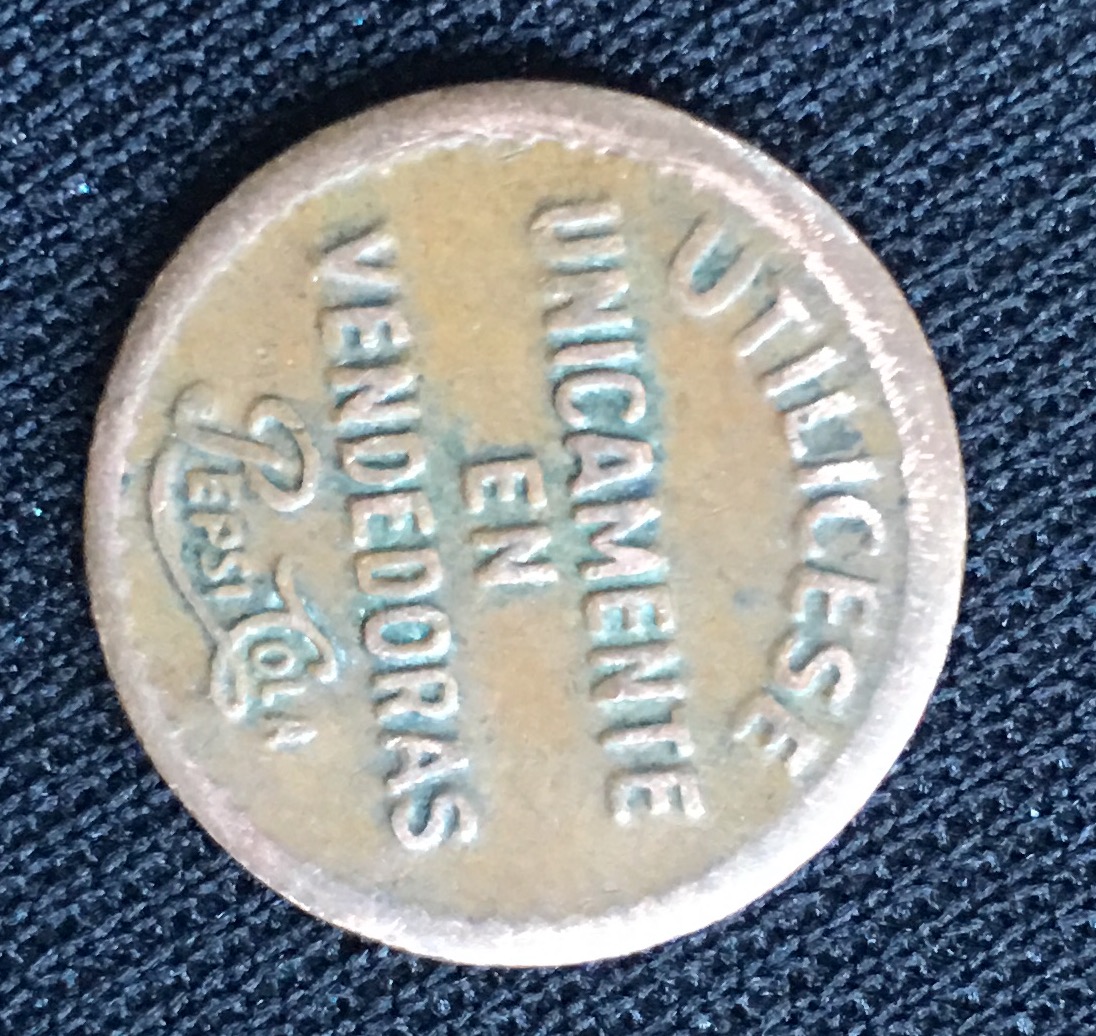 UTILICESE
UNICAMENTE
EN
VENDEDORAS
PEPSI COLA